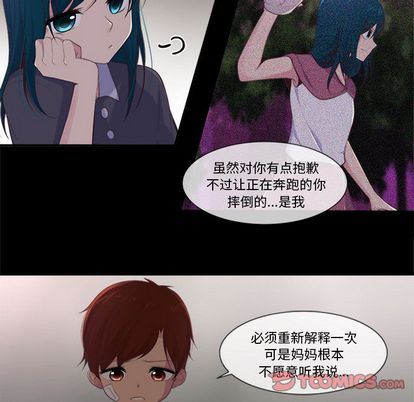 虽然对你有点抱歉
不过让正在奔跑的你
摔倒的...是我
必须重新解释一次
可是妈妈根本
不愿意听我说...
TOOMICS.COM